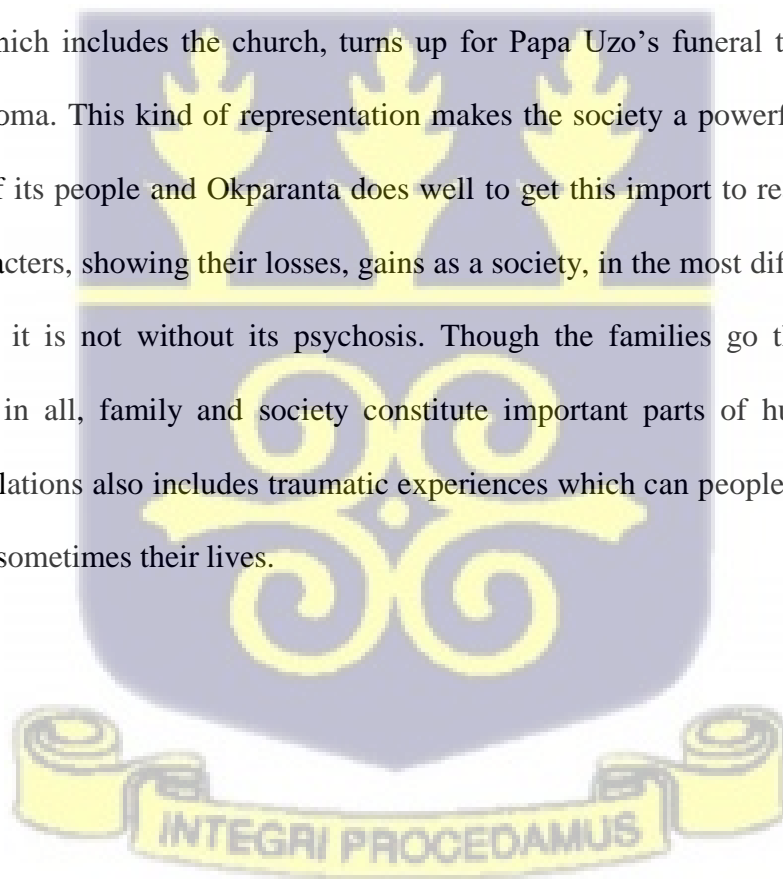 hich includes the church, turns up for Papa Uzo’s funeral t
oma. This kind of representation makes the society a powerf
f its people and Okparanta does well to get this import to re
acters, showing their losses, gains as a society, in the most dif
it is not without its psychosis. Though the families go t
in all, family and society constitute important parts of hu
lations also includes traumatic experiences which can people
sometimes their lives.
INTEGRI PROCEDAMUS